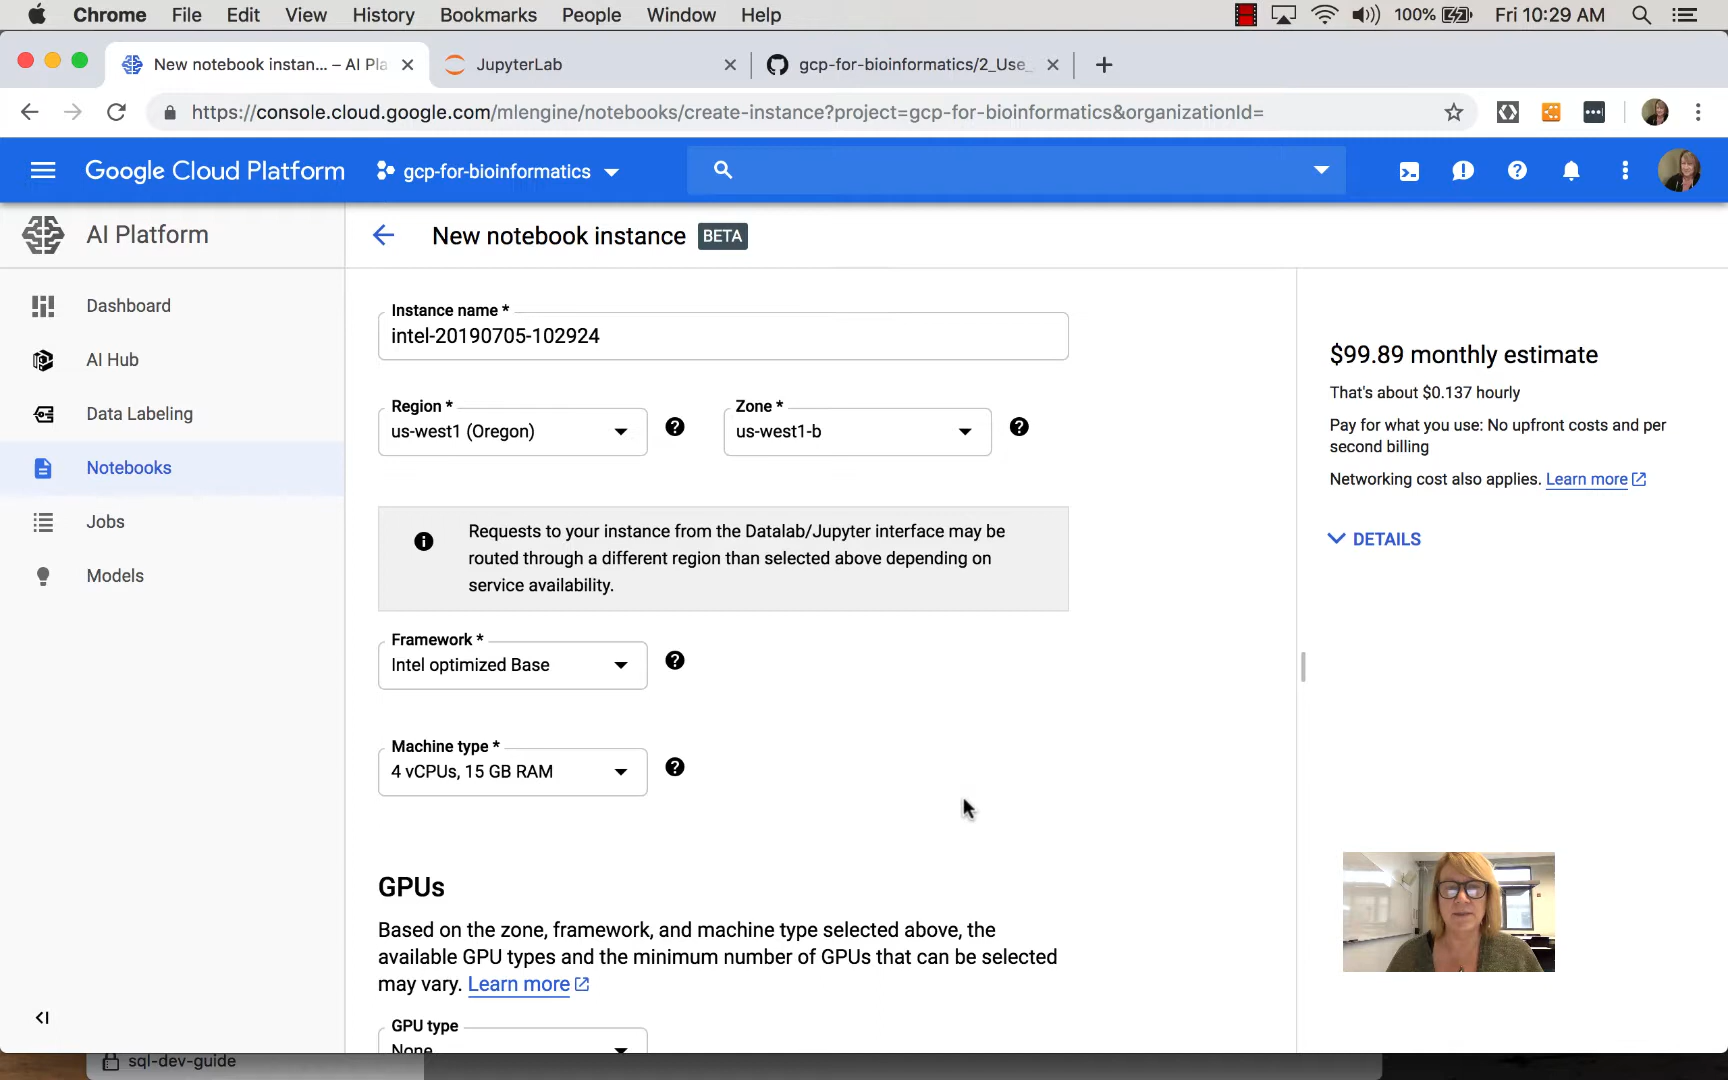 Chrome File Edit View History Bookmarks People Window Help 100% Fri 10:29 AM
New notebook instan... – AI Pla JupyterLab gcp-for-bioinformatics/2_Use_
https://console.cloud.google.com/mlengine/notebooks/create-instance?project=gcp-for-bioinformatics&organizationId=
Google Cloud Platform gcp-for-bioinformatics
AI Platform
New notebook instance BETA
Dashboard
AI Hub
Data Labeling
Notebooks
Jobs
Models
Instance name *
intel-20190705-102924
Region *
us-west1 (Oregon)
Zone *
us-west1-b
Requests to your instance from the Datalab/Jupyter interface may be
routed through a different region than selected above depending on
service availability.
Framework *
Intel optimized Base
Machine type *
4 vCPUs, 15 GB RAM
GPUs
Based on the zone, framework, and machine type selected above, the
available GPU types and the minimum number of GPUs that can be selected
may vary. Learn more
GPU type
None
$99.89 monthly estimate
That's about $0.137 hourly
Pay for what you use: No upfront costs and per
second billing
Networking cost also applies. Learn more
DETAILS
sql-dev-guide